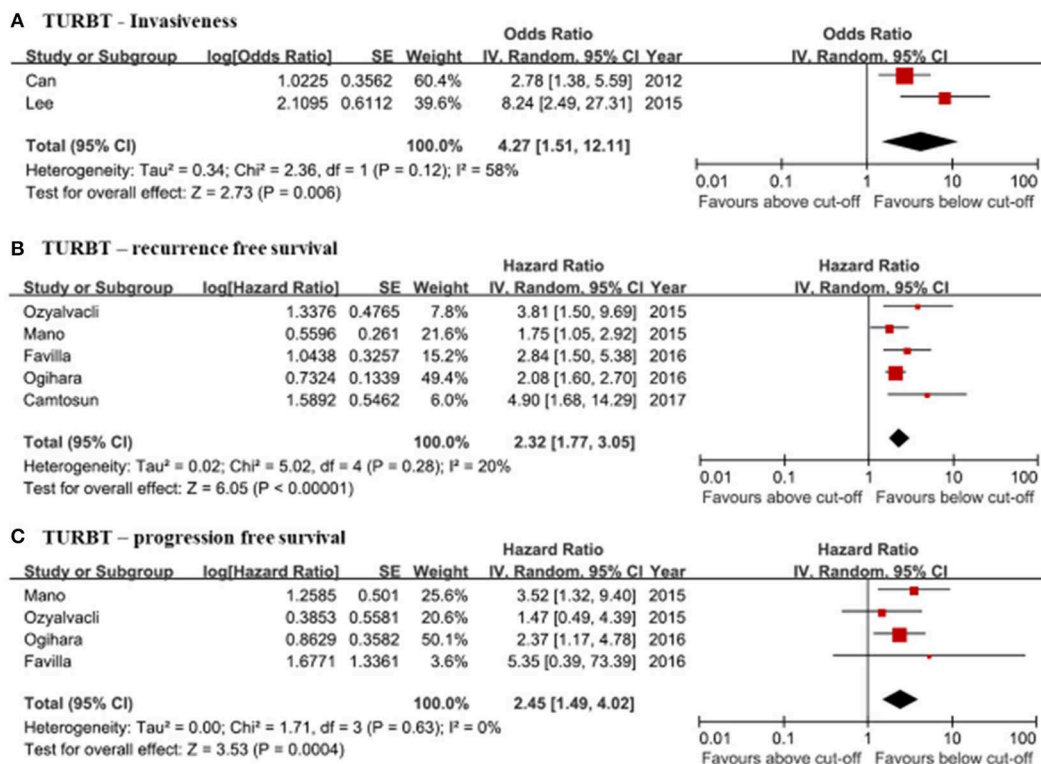 A TURBT - Invasiveness
Odds Ratio Odds Ratio
Study or Subgroup log[Odds Ratio] SE Weight IV. Random. 95% CI Year IV. Random. 95% CI
Can 1.0225 0.3562 60.4% 2.78 [1.38, 5.59] 2012
Lee 2.1095 0.6112 39.6% 8.24 [2.49, 27.31] 2015
Total (95% CI) 100.0% 4.27 [1.51, 12.11]
Heterogeneity: Tau² = 0.34; Chi² = 2.36, df = 1 (P = 0.12); I² = 58%
Test for overall effect: Z = 2.73 (P = 0.006)
0.01 0.1 1 10 100
Favours above cut-off Favours below cut-off
B TURBT – recurrence free survival
Hazard Ratio Hazard Ratio
Study or Subgroup log[Hazard Ratio] SE Weight IV. Random. 95% CI Year IV. Random. 95% CI
Ozyalvacli 1.3376 0.4765 7.8% 3.81 [1.50, 9.69] 2015
Mano 0.5596 0.261 21.6% 1.75 [1.05, 2.92] 2015
Favilla 1.0438 0.3257 15.2% 2.84 [1.50, 5.38] 2016
Ogihara 0.7324 0.1339 49.4% 2.08 [1.60, 2.70] 2016
Camtosun 1.5892 0.5462 6.0% 4.90 [1.68, 14.29] 2017
Total (95% CI) 100.0% 2.32 [1.77, 3.05]
Heterogeneity: Tau² = 0.02; Chi² = 5.02, df = 4 (P = 0.28); I² = 20%
Test for overall effect: Z = 6.05 (P < 0.00001)
0.01 0.1 1 10 100
Favours above cut-off Favours below cut-off
C TURBT – progression free survival
Hazard Ratio Hazard Ratio
Study or Subgroup log[Hazard Ratio] SE Weight IV. Random. 95% CI Year IV. Random. 95% CI
Mano 1.2585 0.501 25.6% 3.52 [1.32, 9.40] 2015
Ozyalvacli 0.3853 0.5581 20.6% 1.47 [0.49, 4.39] 2015
Ogihara 0.8629 0.3582 50.1% 2.37 [1.17, 4.78] 2016
Favilla 1.6771 1.3361 3.6% 5.35 [0.39, 73.39] 2016
Total (95% CI) 100.0% 2.45 [1.49, 4.02]
Heterogeneity: Tau² = 0.00; Chi² = 1.71, df = 3 (P = 0.63); I² = 0%
Test for overall effect: Z = 3.53 (P = 0.0004)
0.01 0.1 1 10 100
Favours above cut-off Favours below cut-off